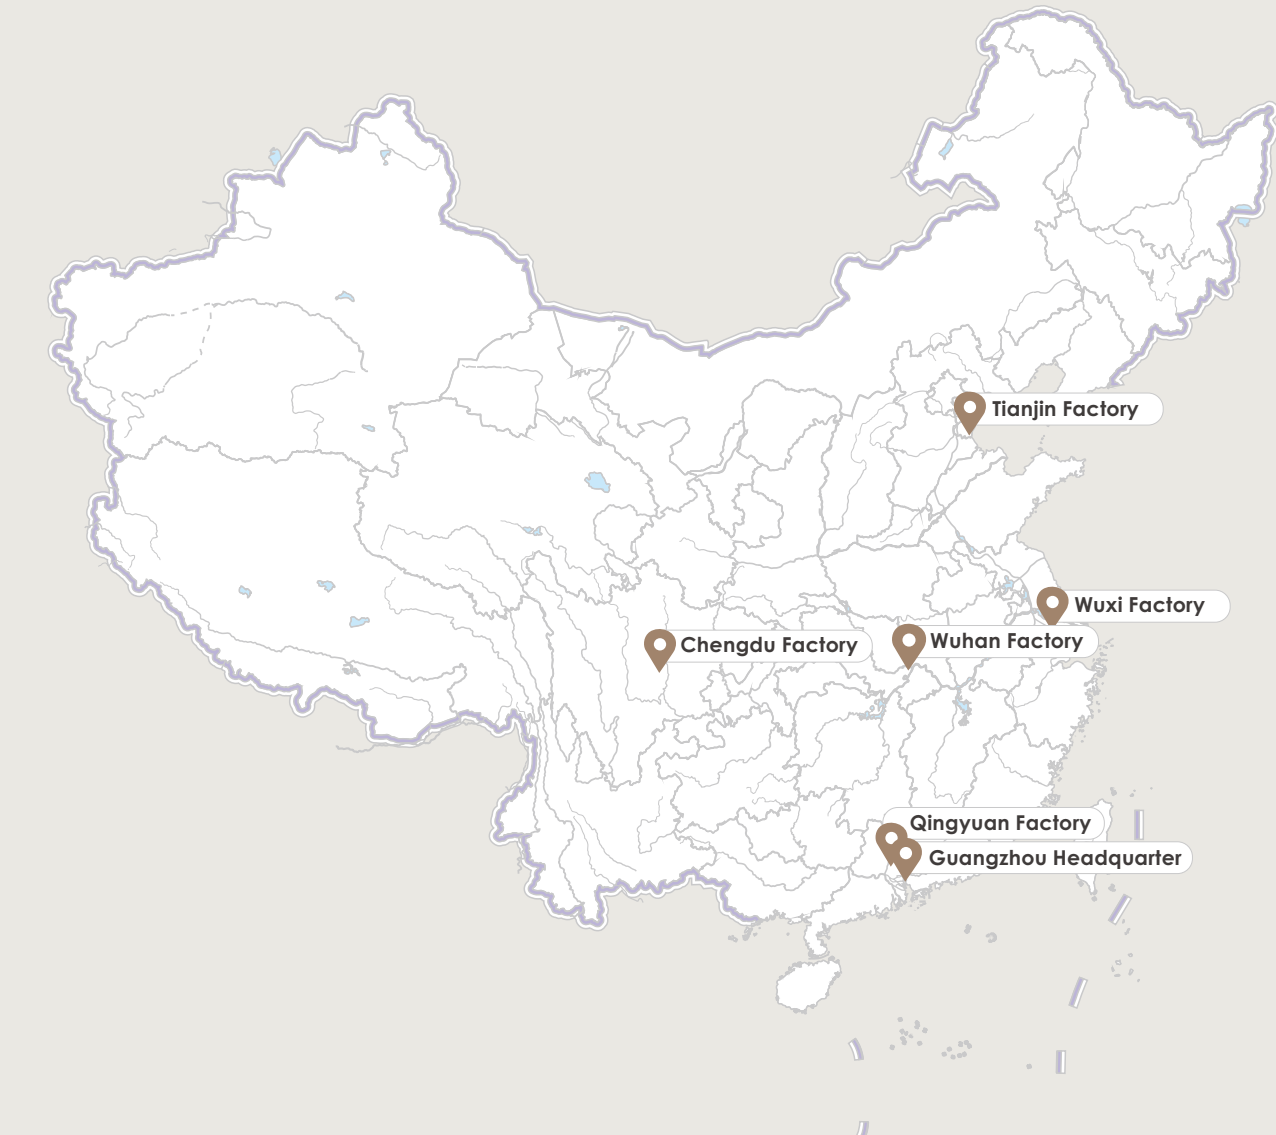 Tianjin Factory
Wuxi Factory
Wuhan Factory
Chengdu Factory
Qingyuan Factory
Guangzhou Headquarter